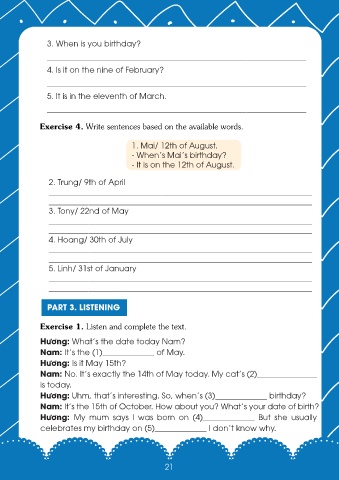 3. When is you birthday?
4. Is it on the nine of February?
5. It is in the eleventh of March.
Exercise 4. Write sentences based on the available words.
1. Mai/ 12th of August.
- When's Mai's birthday?
- It is on the 12th of August.
2. Trung/ 9th of April
3. Tony/ 22nd of May
4. Hoang/ 30th of July
5. Linh/ 31st of January
PART 3. LISTENING
Exercise 1. Listen and complete the text.
Hương: What's the date today Nam?
Nam: It's the (1)____________ of May.
Hương: Is it May 15th?
Nam: No. It's exactly the 14th of May today. My cat's (2)______________
is today.
Hương: Uhm, that's interesting. So, when's (3)____________ birthday?
Nam: It's the 15th of October. How about you? What's your date of birth?
Hương: My mum says I was born on (4)____________ But she usually
celebrates my birthday on (5)____________ I don't know why.
21